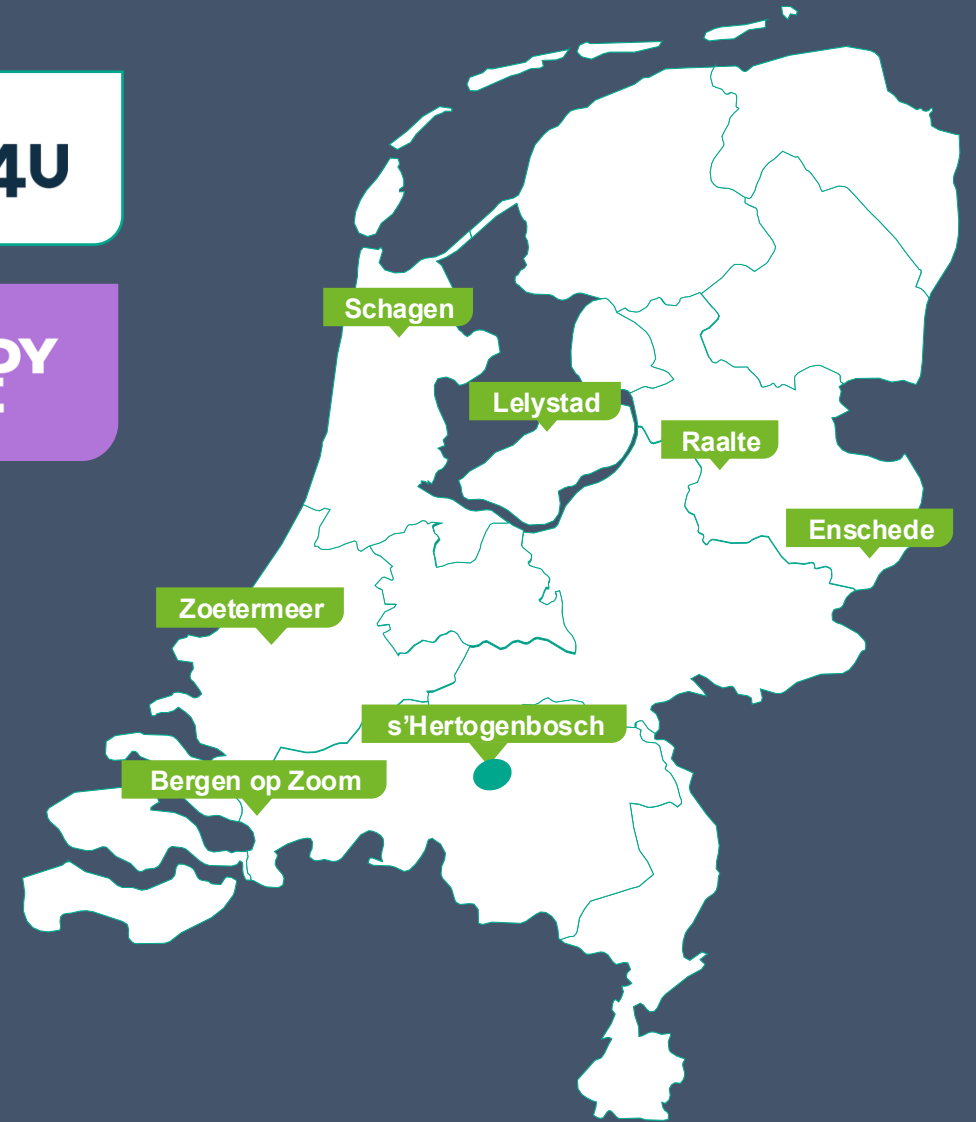 4U
Schagen
Lelystad
Raalte
Enschede
Zoetermeer
s’Hertogenbosch
Bergen op Zoom